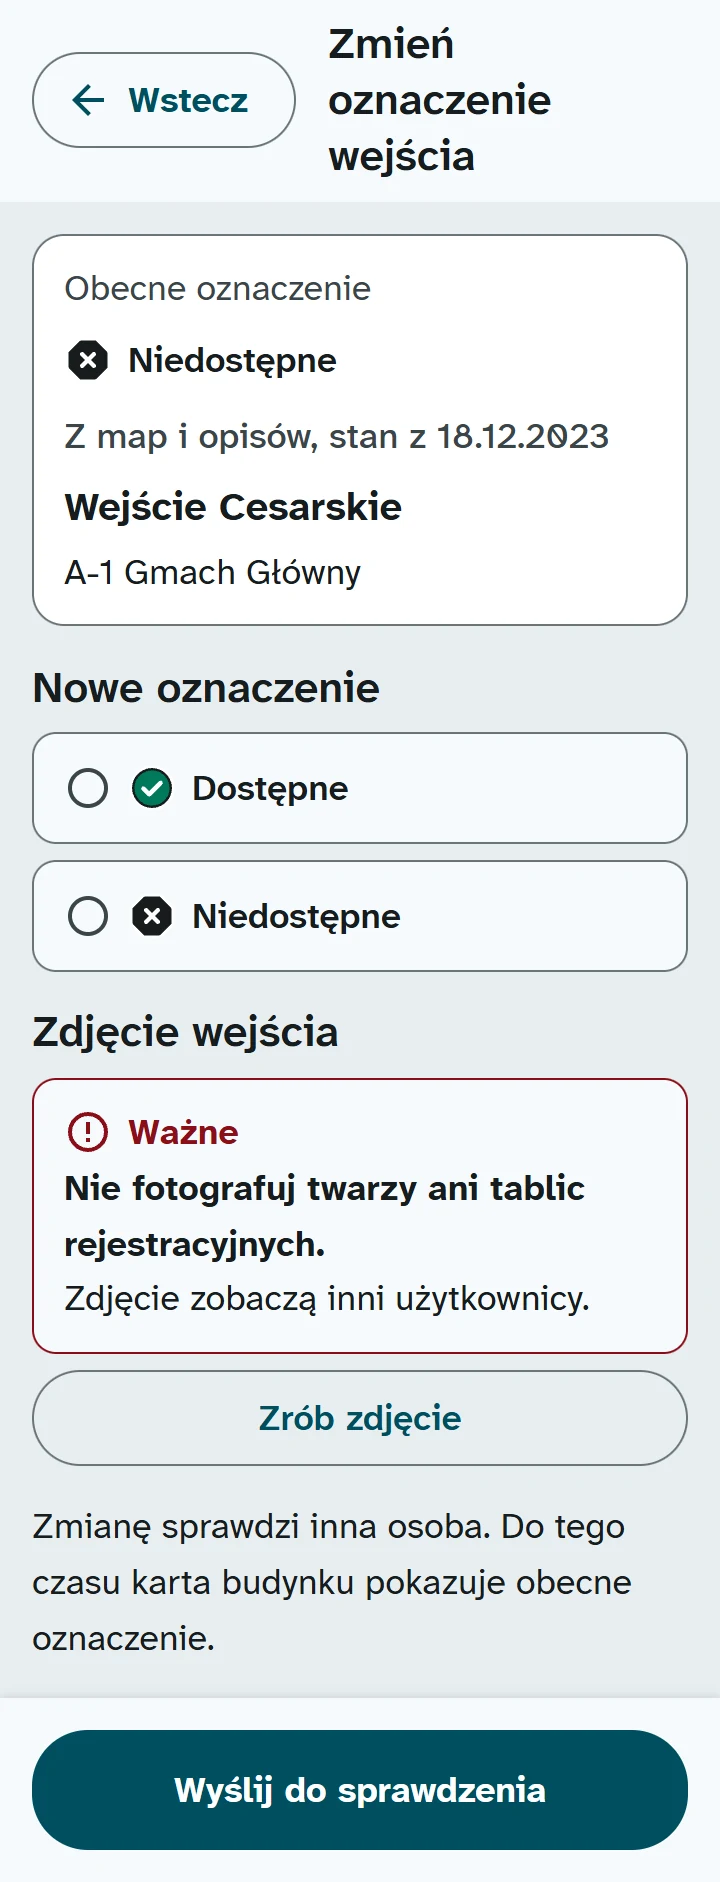 Wstecz
Zmień
oznaczenie
wejścia
Obecne oznaczenie
Niedostępne
Z map i opisów, stan z 18.12.2023
Wejście Cesarskie
A-1 Gmach Główny
Nowe oznaczenie
Dostępne
Niedostępne
Zdjęcie wejścia
Ważne
Nie fotografuj twarzy ani tablic
rejestracyjnych.
Zdjęcie zobaczą inni użytkownicy.
Zrób zdjęcie
Zmianę sprawdzi inna osoba. Do tego
czasu karta budynku pokazuje obecne
oznaczenie.
Wyślij do sprawdzenia